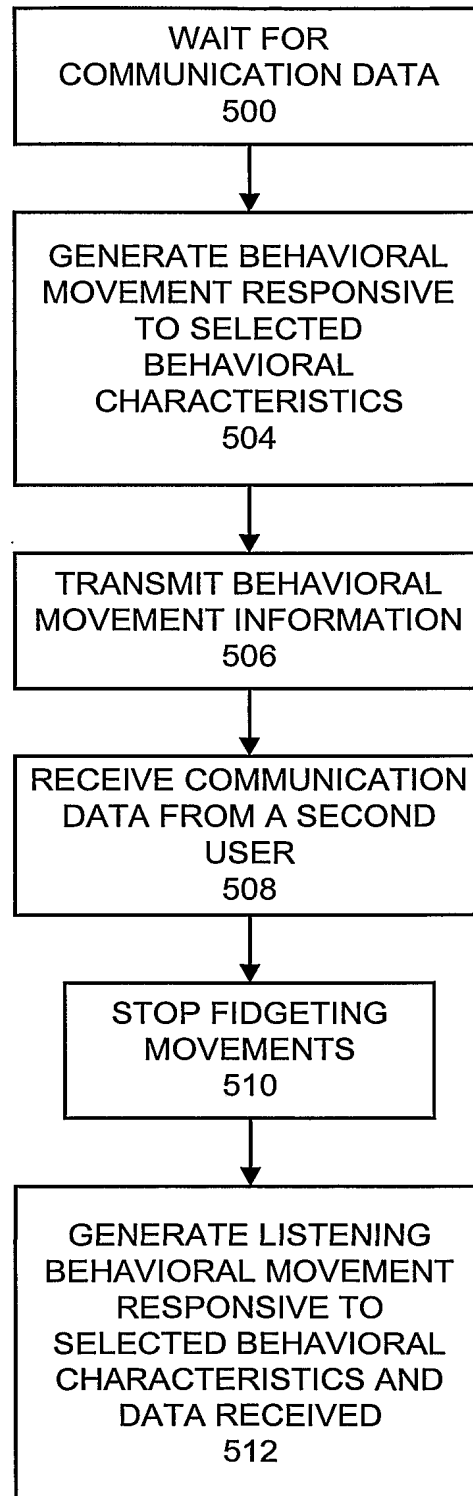 WAIT FOR
COMMUNICATION DATA
500
GENERATE BEHAVIORAL
MOVEMENT RESPONSIVE
TO SELECTED
BEHAVIORAL
CHARACTERISTICS
504
TRANSMIT BEHAVIORAL
MOVEMENT INFORMATION
506
RECEIVE COMMUNICATION
DATA FROM A SECOND
USER
508
STOP FIDGETING
MOVEMENTS
510
GENERATE LISTENING
BEHAVIORAL MOVEMENT
RESPONSIVE TO
SELECTED BEHAVIORAL
CHARACTERISTICS AND
DATA RECEIVED
512